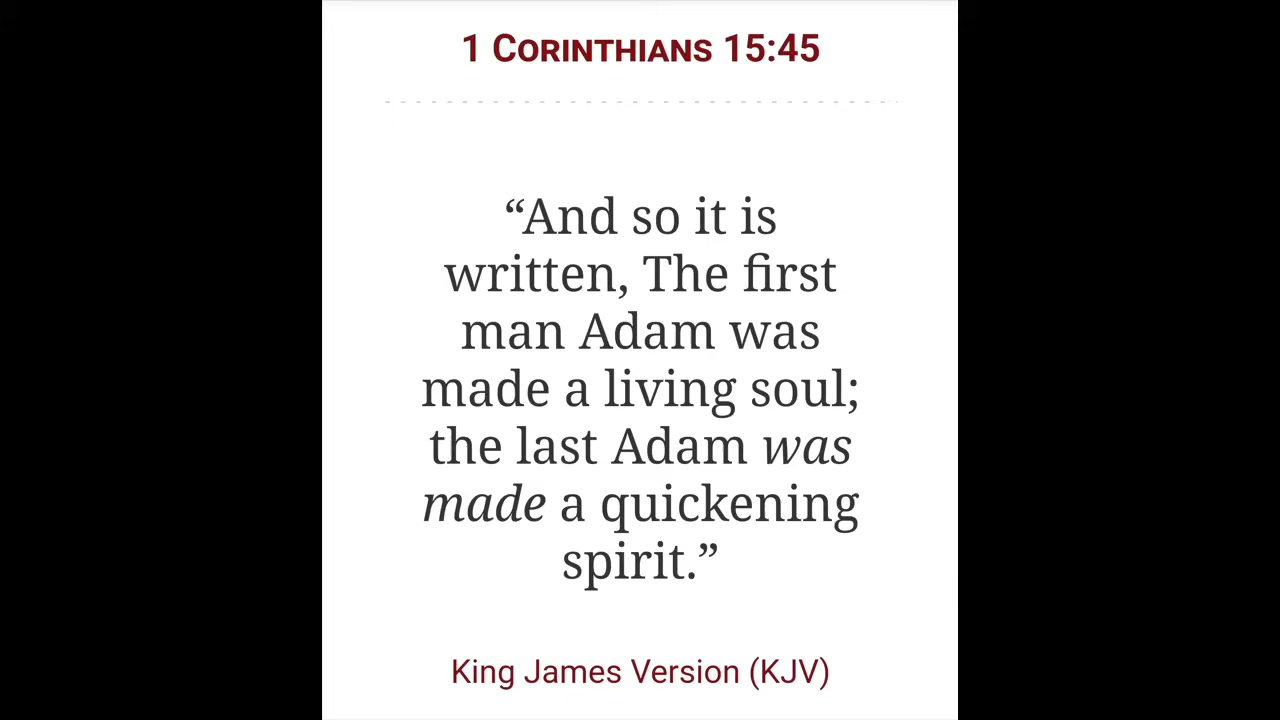 1 Corinthians 15:45
“And so it is
written, The first
man Adam was
made a living soul;
the last Adam was
made a quickening
spirit.”
King James Version (KJV)